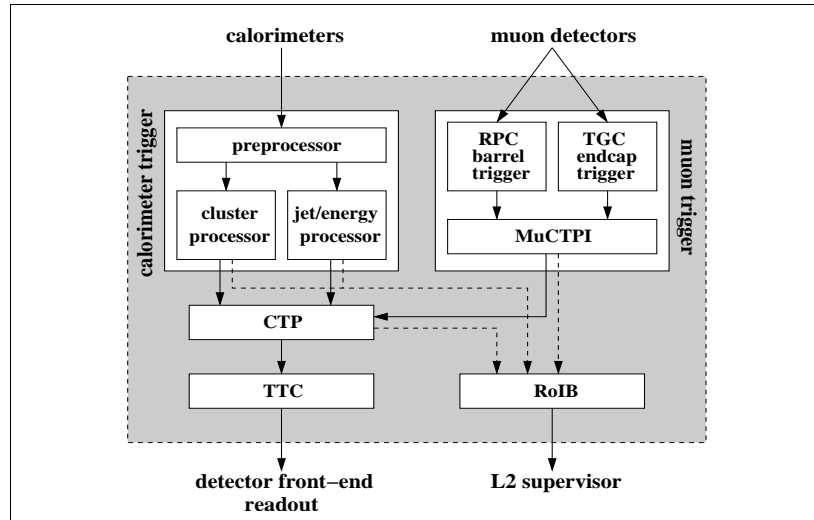 calorimeters
muon detectors
calorimeter trigger
preprocessor
cluster
processor
jet/energy
processor
RPC
barrel
trigger
TGC
endcap
trigger
MuCTPI
muon trigger
CTP
TTC
RoIB
detector front−end
readout
L2 supervisor